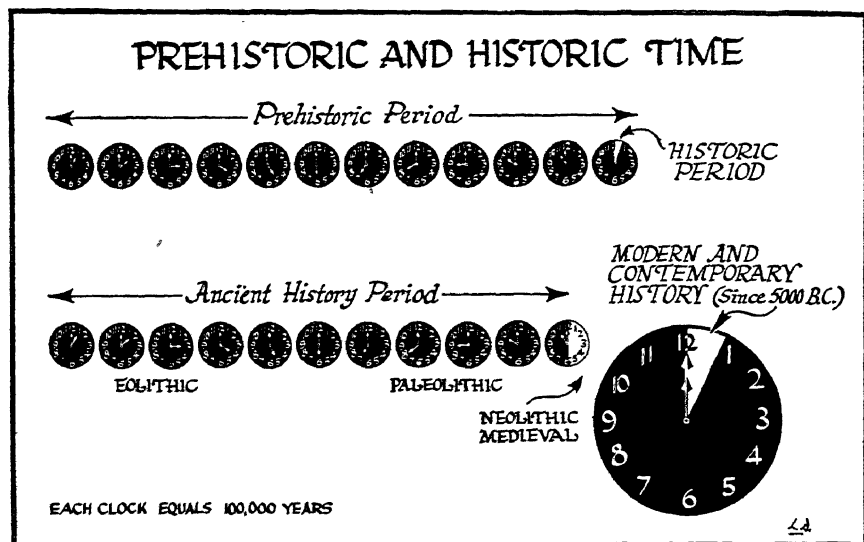 PREHISTORIC AND HISTORIC TIME
Prehistoric Period
HISTORIC
PERIOD
Ancient History Period
MODERN AND
CONTEMPORARY
HISTORY (Since 5000 B.C.)
EOLITHIC
PALEOLITHIC
NEOLITHIC
MEDIEVAL
12
1
2
3
4
5
6
7
8
9
10
11
EACH CLOCK EQUALS 100,000 YEARS